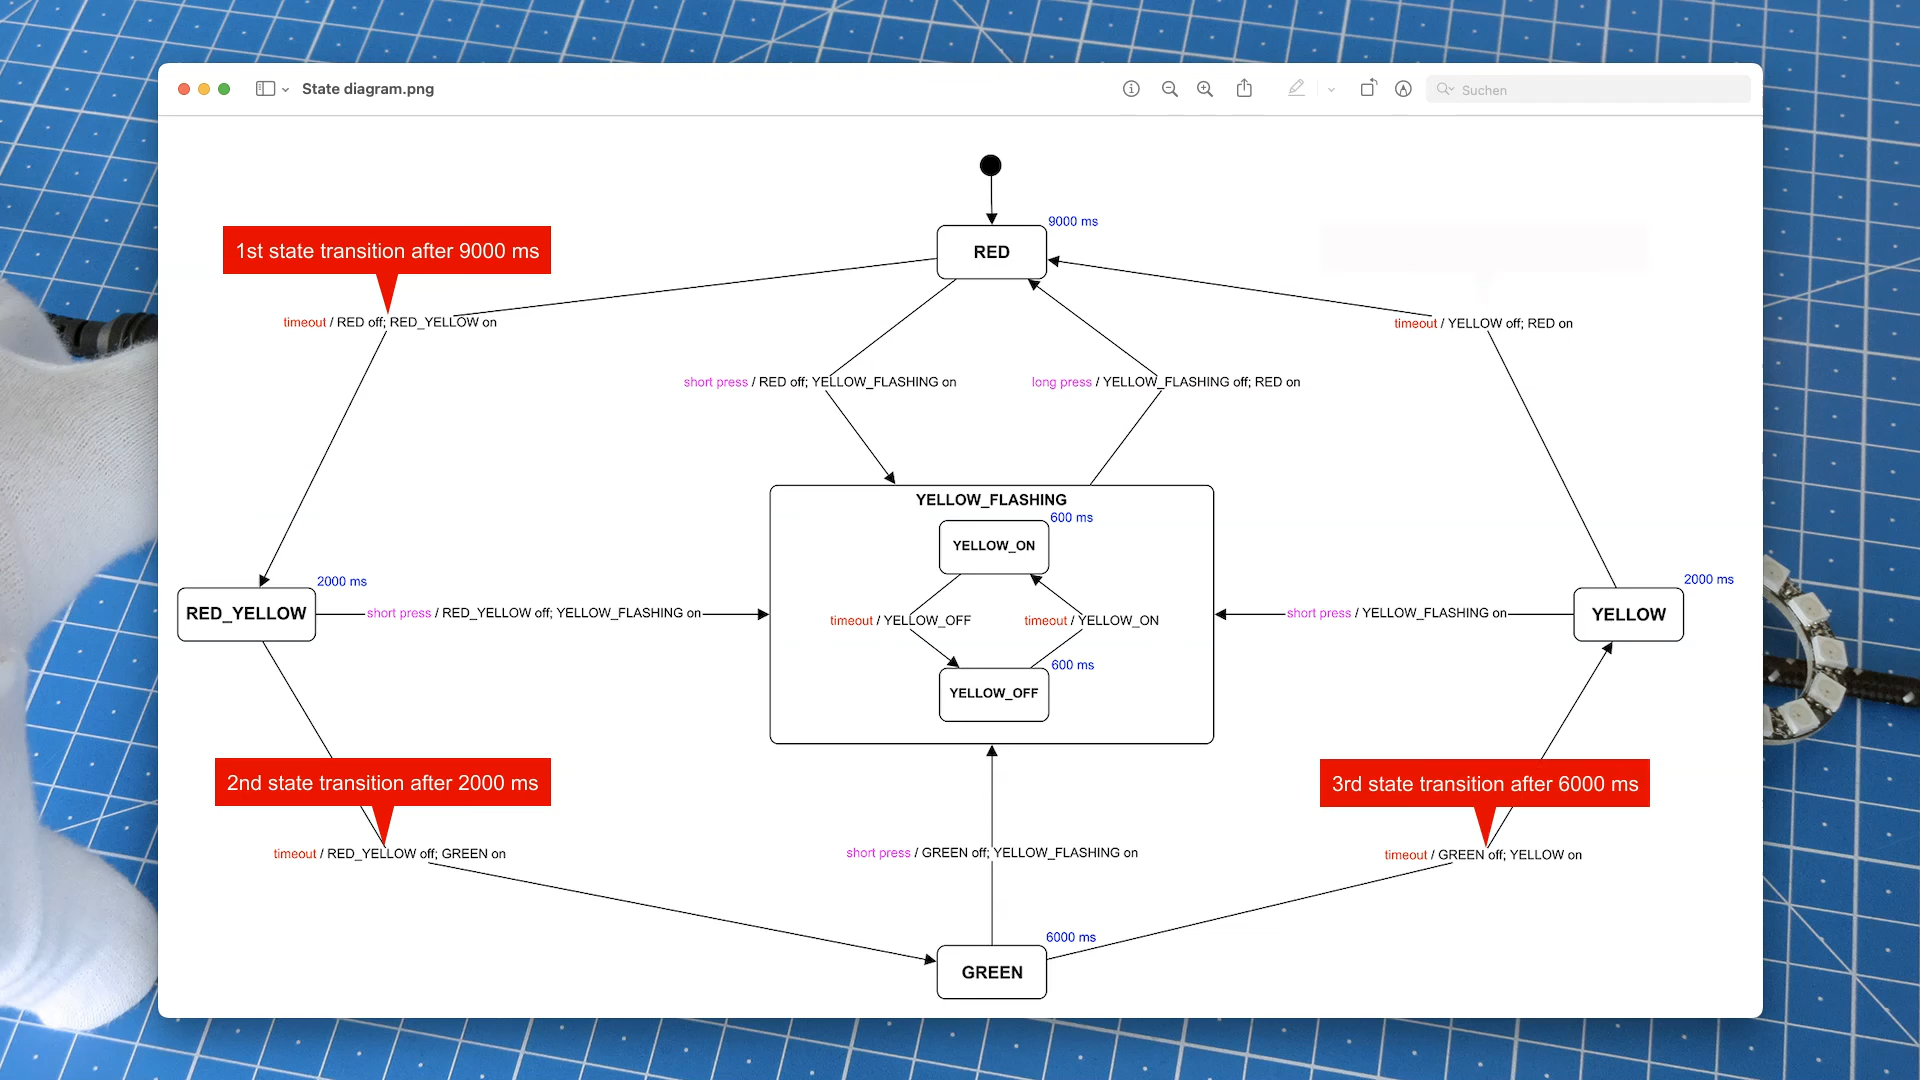 State diagram.png
Suchen
9000 ms
RED
1st state transition after 9000 ms
timeout / RED off; RED_YELLOW on
timeout / YELLOW off; RED on
short press / RED off; YELLOW_FLASHING on
long press / YELLOW_FLASHING off; RED on
YELLOW_FLASHING
600 ms
YELLOW_ON
timeout / YELLOW_OFF
timeout / YELLOW_ON
600 ms
YELLOW_OFF
2000 ms
RED_YELLOW
short press / RED_YELLOW off; YELLOW_FLASHING on
short press / YELLOW_FLASHING on
2000 ms
YELLOW
2nd state transition after 2000 ms
timeout / RED_YELLOW off; GREEN on
short press / GREEN off; YELLOW_FLASHING on
3rd state transition after 6000 ms
timeout / GREEN off; YELLOW on
6000 ms
GREEN